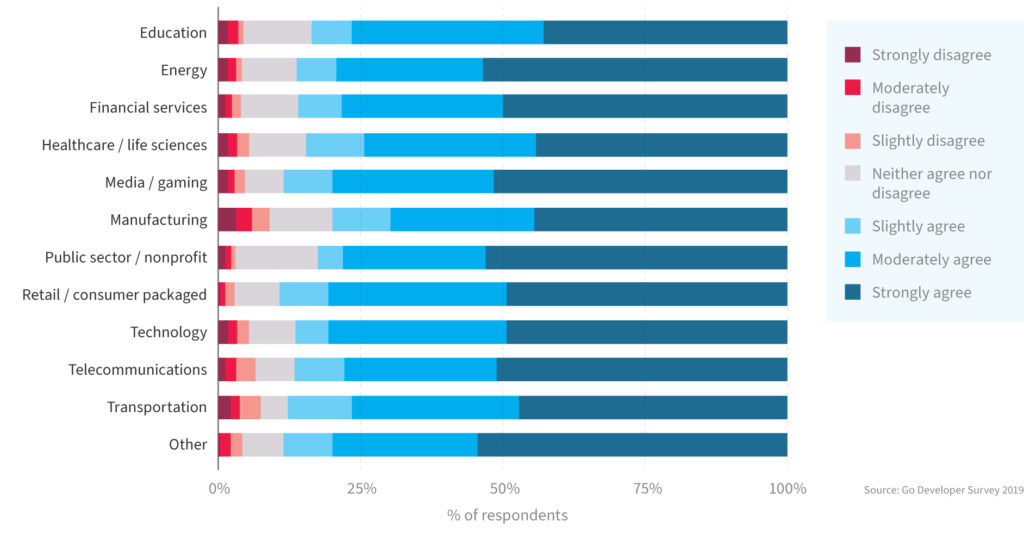 Education
Energy
Financial services
Healthcare / life sciences
Media / gaming
Manufacturing
Public sector / nonprofit
Retail / consumer packaged
Technology
Telecommunications
Transportation
Other
0%
25%
50%
75%
100%
% of respondents
Strongly disagree
Moderately
disagree
Slightly disagree
Neither agree nor
disagree
Slightly agree
Moderately agree
Strongly agree
Source: Go Developer Survey 2019